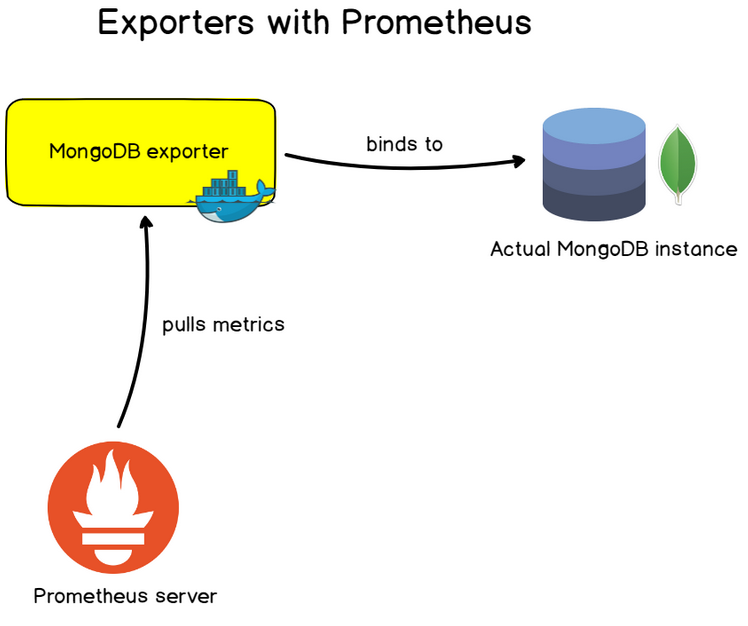 Exporters with Prometheus
MongoDB exporter
binds to
Actual MongoDB instance
pulls metrics
Prometheus server